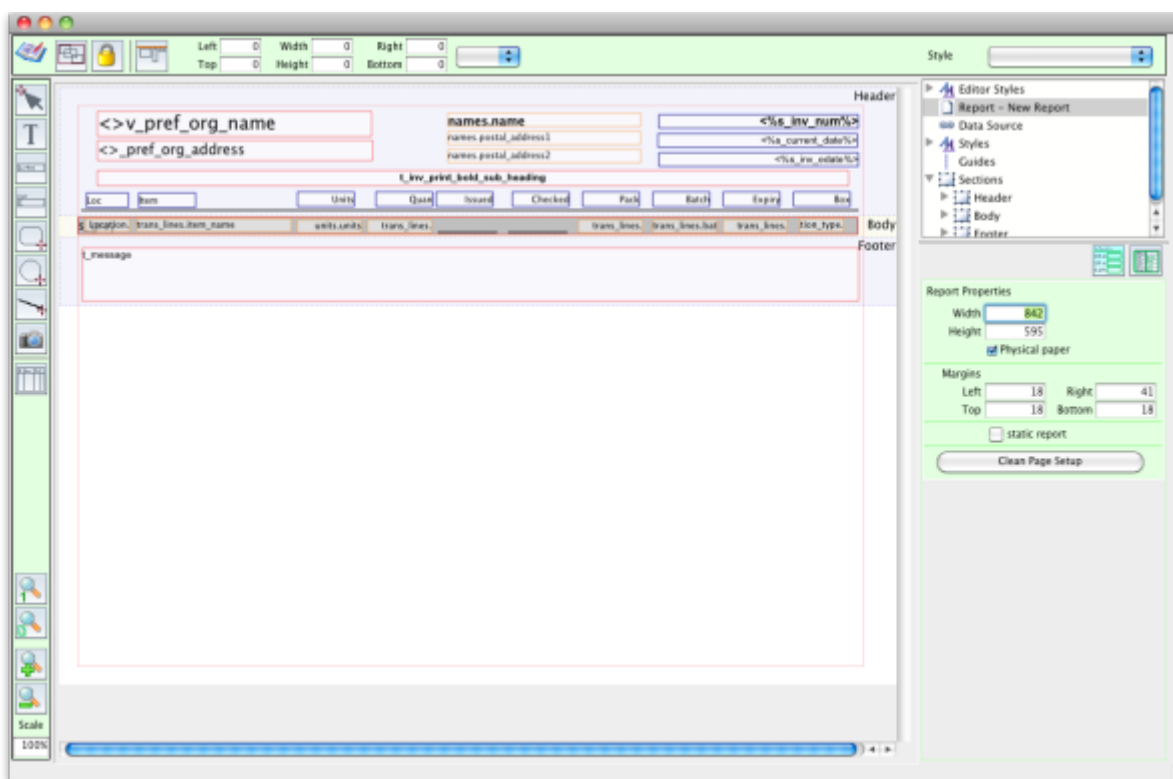 Left 0 Width 0 Right 0
Top 0 Height 0 Bottom 0
Style
Header
<>v_pref_org_name
names.name
<%s_inv_num%>
<>_pref_org_address
names.postal_address1
<%s_current_date%>
names.postal_address2
<%s_inv_edate%>
t_inv_print_bold_sub_heading
Loc Item Units Quan Issued Checked Pack Batch Expiry Box
trans_lines.item_name units.units trans_lines. trans_lines. trans_lines.bat trans_lines. tion_type.
Body
Footer
t_message
T
Editor Styles
Report - New Report
Data Source
Styles
Guides
Sections
Header
Body
Footer
Report Properties
Width 842
Height 595
Physical paper
Margins
Left 18 Right 41
Top 18 Bottom 18
static report
Clean Page Setup
Scale
100%